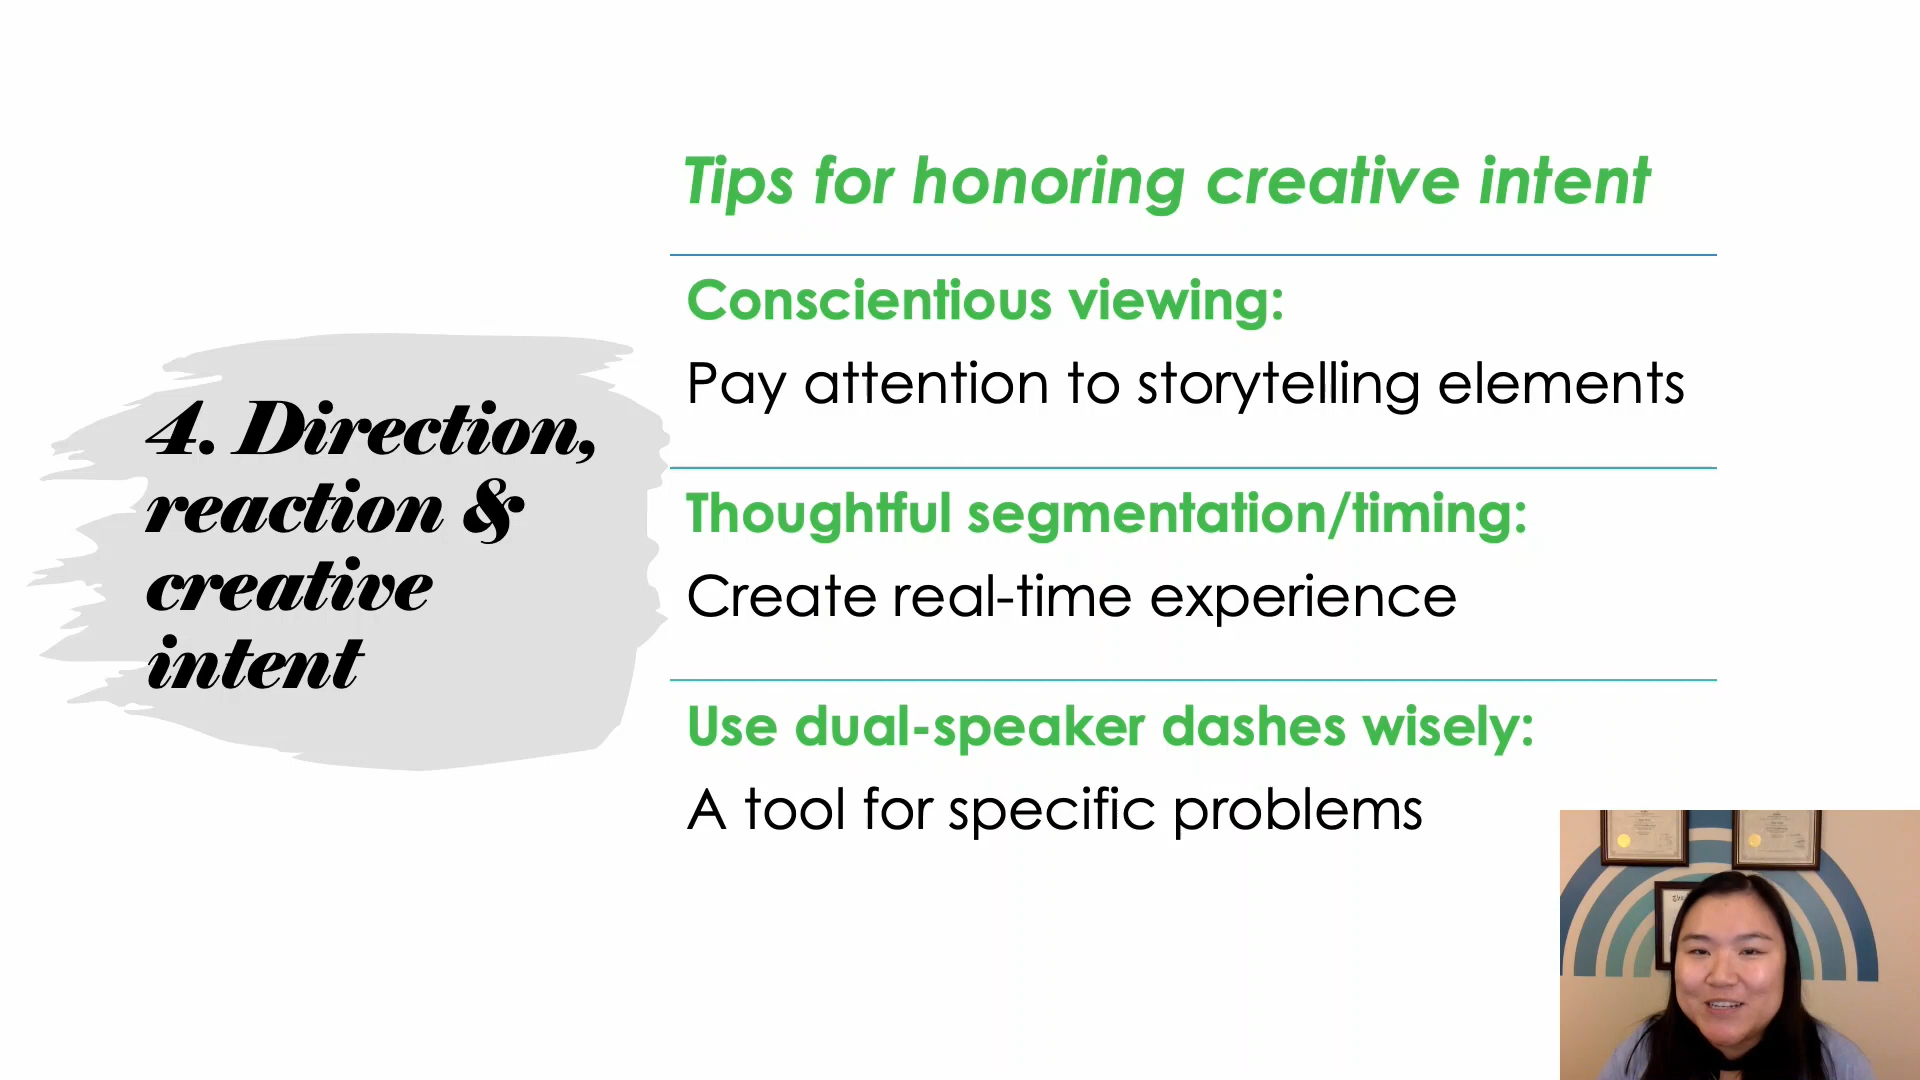 4. Direction,
reaction &
creative
intent
Tips for honoring creative intent
Conscientious viewing:
Pay attention to storytelling elements
Thoughtful segmentation/timing:
Create real-time experience
Use dual-speaker dashes wisely:
A tool for specific problems